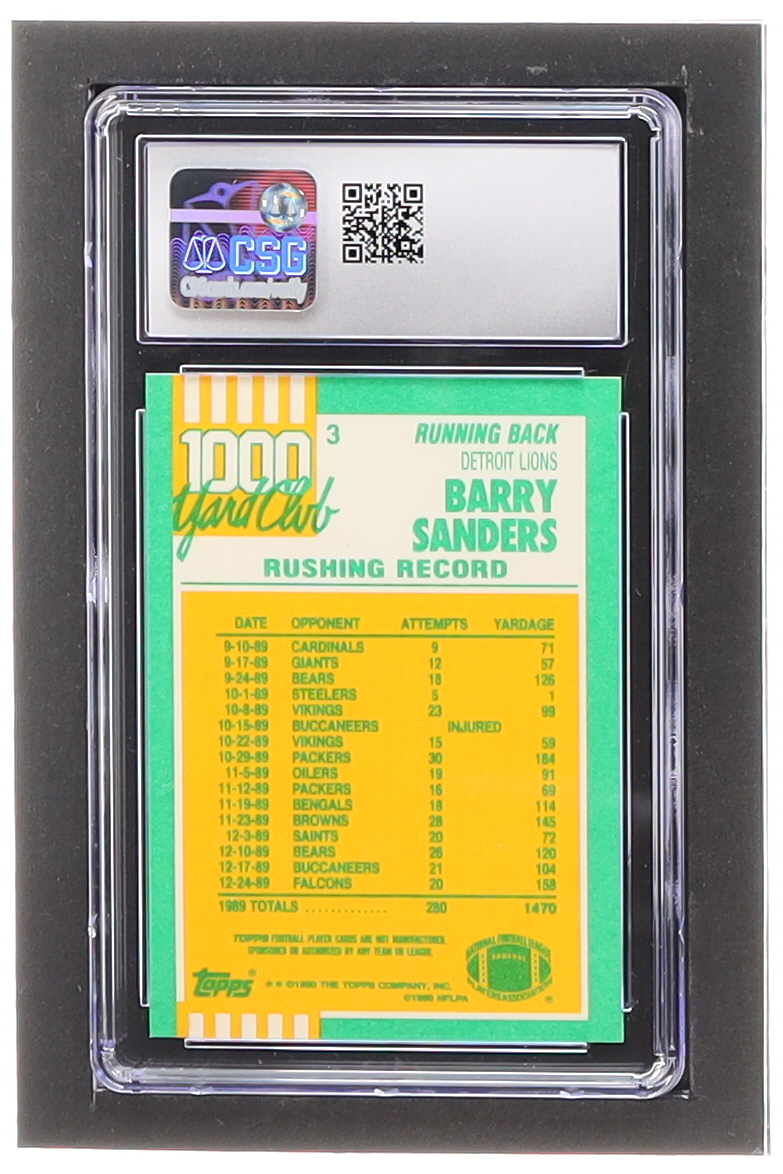 CSG
1000
Yard Club
3
RUNNING BACK
DETROIT LIONS
BARRY
SANDERS
RUSHING RECORD
DATE OPPONENT ATTEMPTS YARDAGE
9-10-89 CARDINALS 9 71
9-17-89 GIANTS 12 57
9-24-89 BEARS 18 126
10-1-89 STEELERS 5 1
10-8-89 VIKINGS 23 99
10-15-89 BUCCANEERS INJURED
10-22-89 VIKINGS 15 59
10-29-89 PACKERS 30 184
11-5-89 OILERS 19 91
11-12-89 PACKERS 16 69
11-19-89 BENGALS 18 114
11-23-89 BROWNS 28 145
12-3-89 SAINTS 20 72
12-10-89 BEARS 26 120
12-17-89 BUCCANEERS 21 104
12-24-89 FALCONS 20 158
1989 TOTALS ............. 280 1470
TOPPS FOOTBALL PLAYER CARDS ARE NOT MANUFACTURED,
SPONSORED OR AUTHORIZED BY ANY TEAM OR LEAGUE.
topps® ** ©1990 THE TOPPS COMPANY, INC.
©1990 NFLPA
NATIONAL FOOTBALL LEAGUE
PLAYERS ASSOCIATION
®